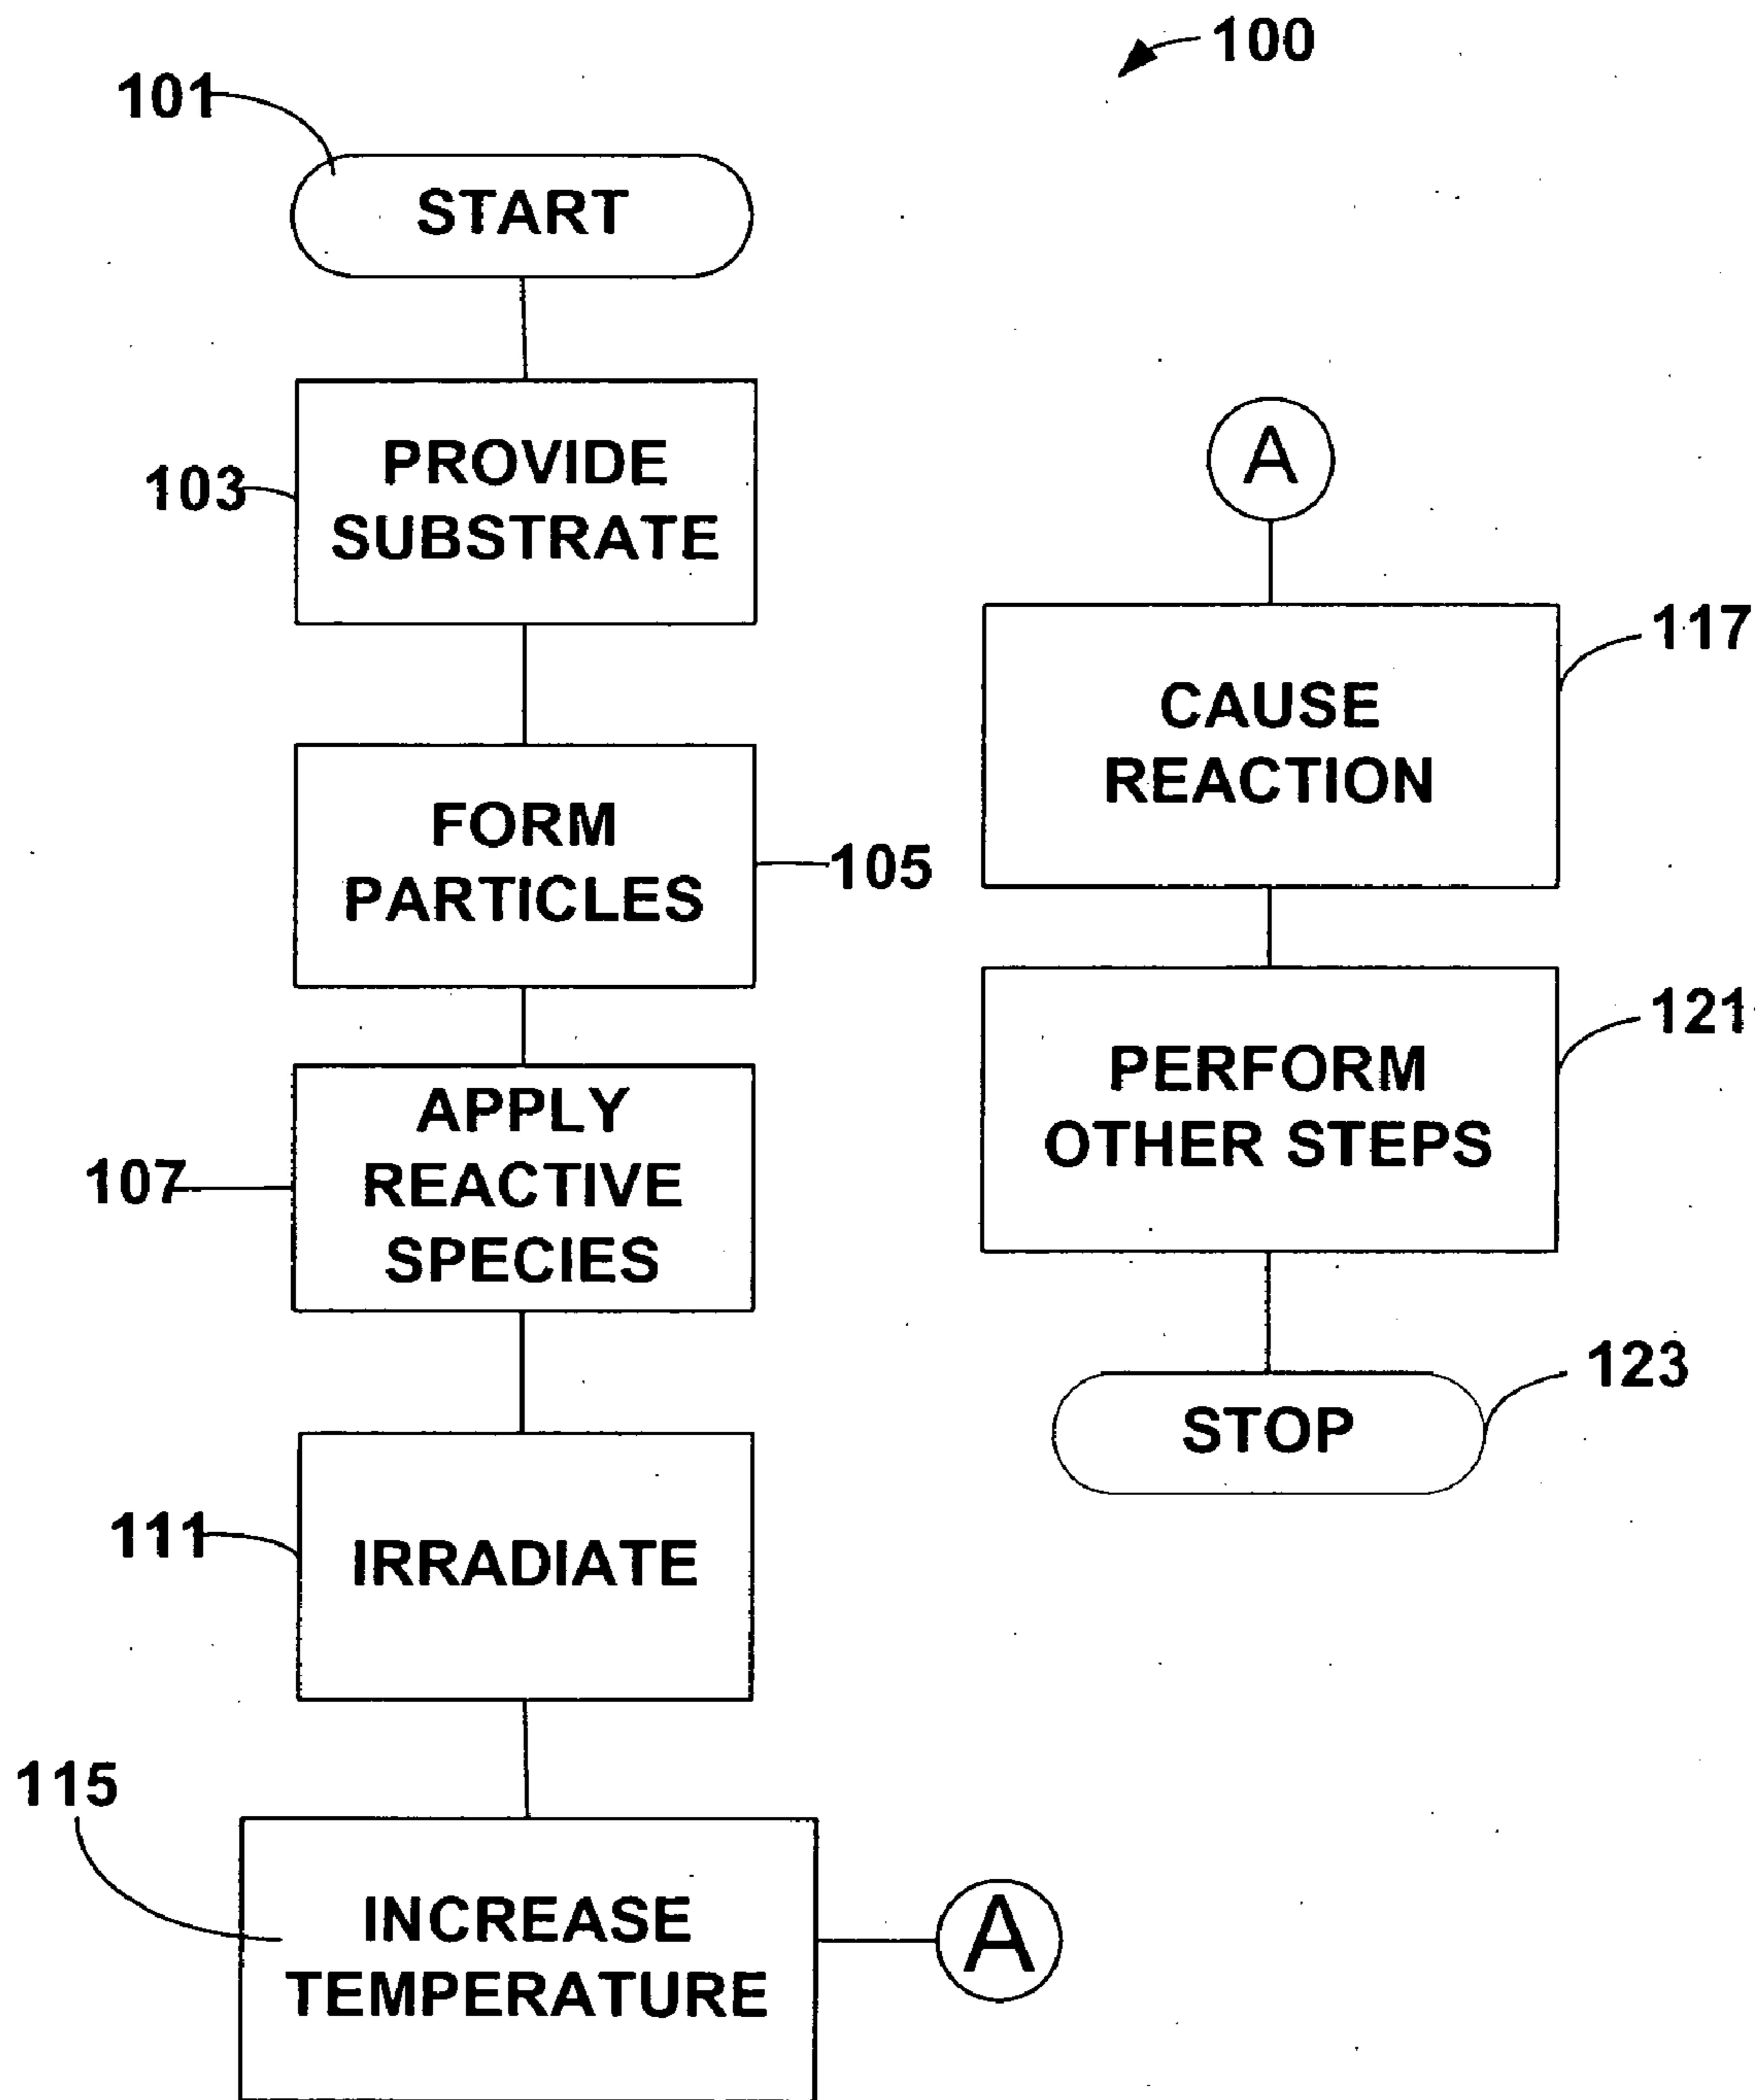 100
101
START
103
PROVIDE
SUBSTRATE
FORM
PARTICLES
105
107
APPLY
REACTIVE
SPECIES
111
IRRADIATE
115
INCREASE
TEMPERATURE
A
A
117
CAUSE
REACTION
121
PERFORM
OTHER STEPS
123
STOP